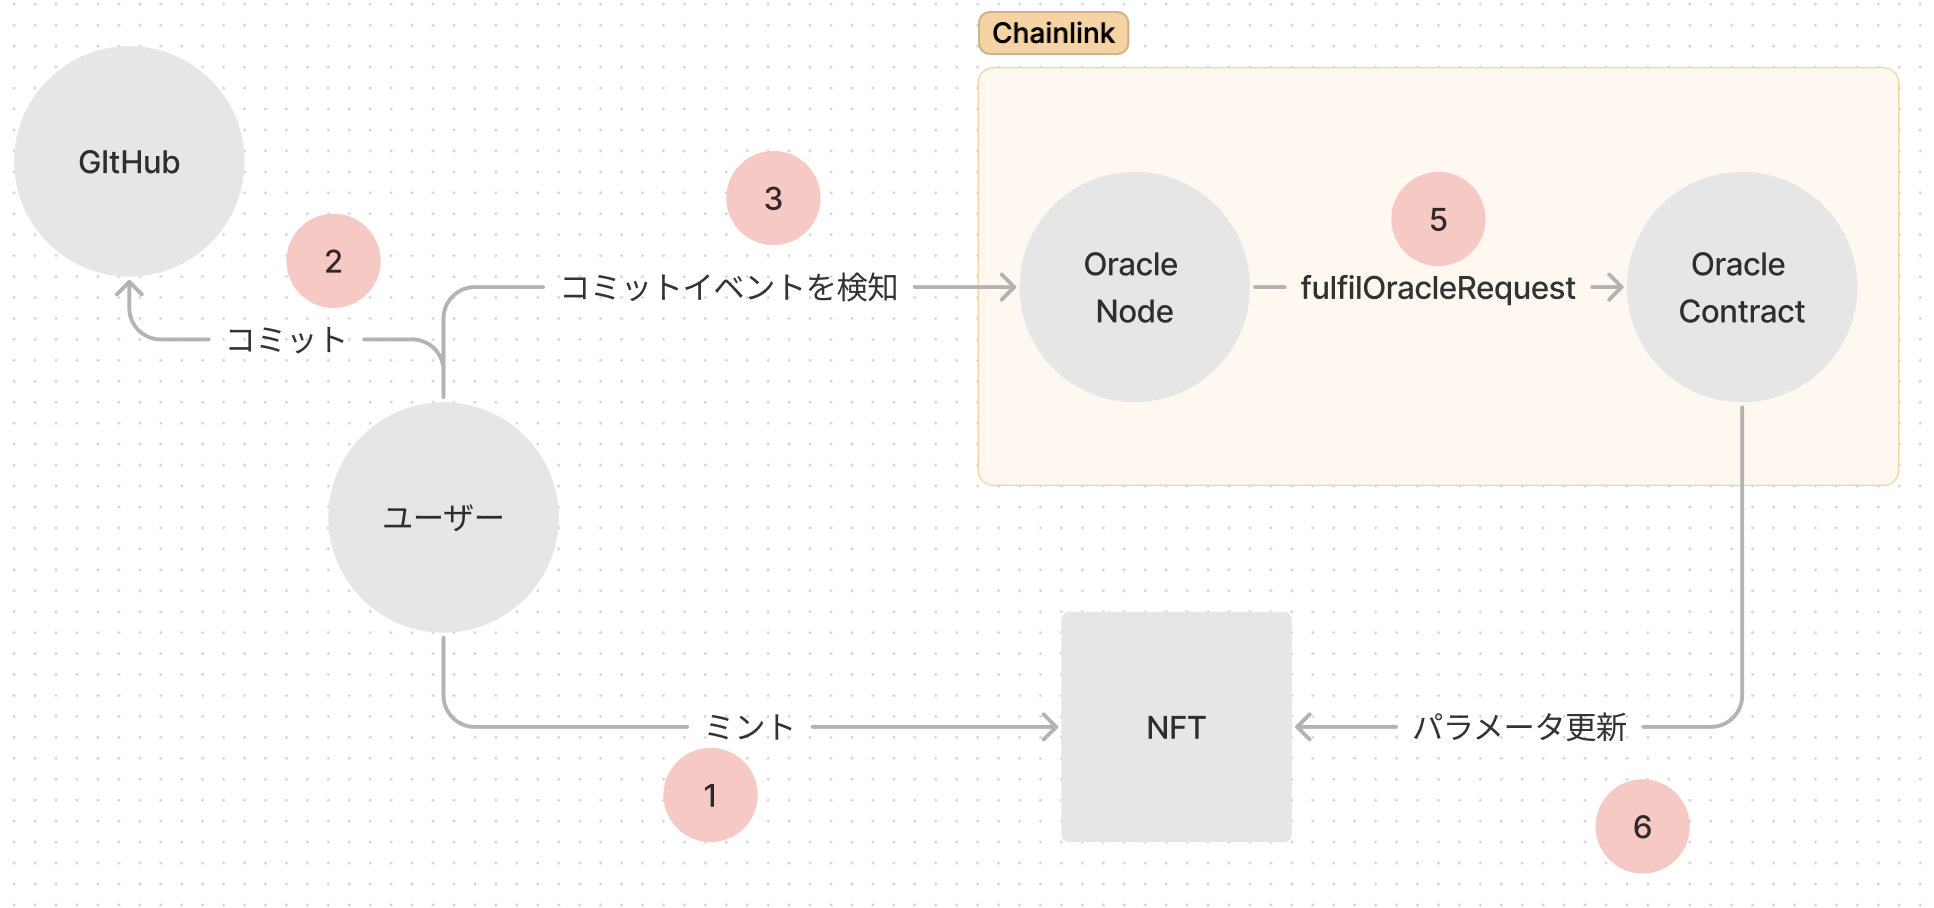 Chainlink
GItHub
3
5
2
コミットイベントを検知
Oracle
Node
fulfilOracleRequest
Oracle
Contract
コミット
ユーザー
ミント
NFT
パラメータ更新
1
6